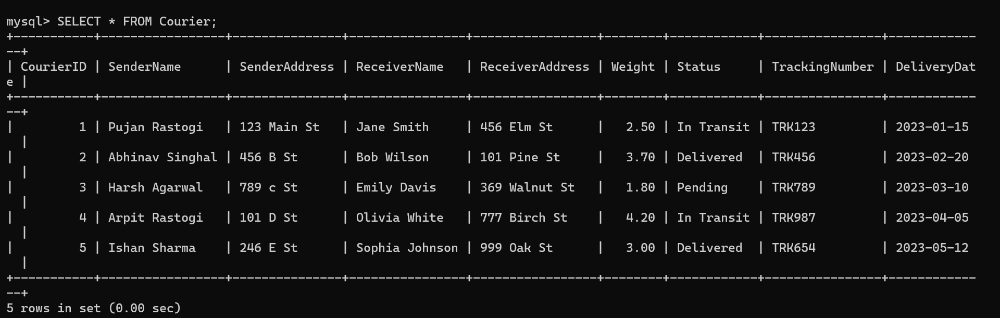 mysql> SELECT * FROM Courier;
+-----------+-----------------+---------------+----------------+-----------------+--------+------------+----------------+------------
--+
| CourierID | SenderName      | SenderAddress | ReceiverName   | ReceiverAddress | Weight | Status     | TrackingNumber | DeliveryDat
e |
+-----------+-----------------+---------------+----------------+-----------------+--------+------------+----------------+------------
--+
|         1 | Pujan Rastogi   | 123 Main St   | Jane Smith     | 456 Elm St      |   2.50 | In Transit | TRK123         | 2023-01-15
  |
|         2 | Abhinav Singhal | 456 B St      | Bob Wilson     | 101 Pine St     |   3.70 | Delivered  | TRK456         | 2023-02-20
  |
|         3 | Harsh Agarwal   | 789 c St      | Emily Davis    | 369 Walnut St   |   1.80 | Pending    | TRK789         | 2023-03-10
  |
|         4 | Arpit Rastogi   | 101 D St      | Olivia White   | 777 Birch St    |   4.20 | In Transit | TRK987         | 2023-04-05
  |
|         5 | Ishan Sharma    | 246 E St      | Sophia Johnson | 999 Oak St      |   3.00 | Delivered  | TRK654         | 2023-05-12
  |
+-----------+-----------------+---------------+----------------+-----------------+--------+------------+----------------+------------
--+
5 rows in set (0.00 sec)